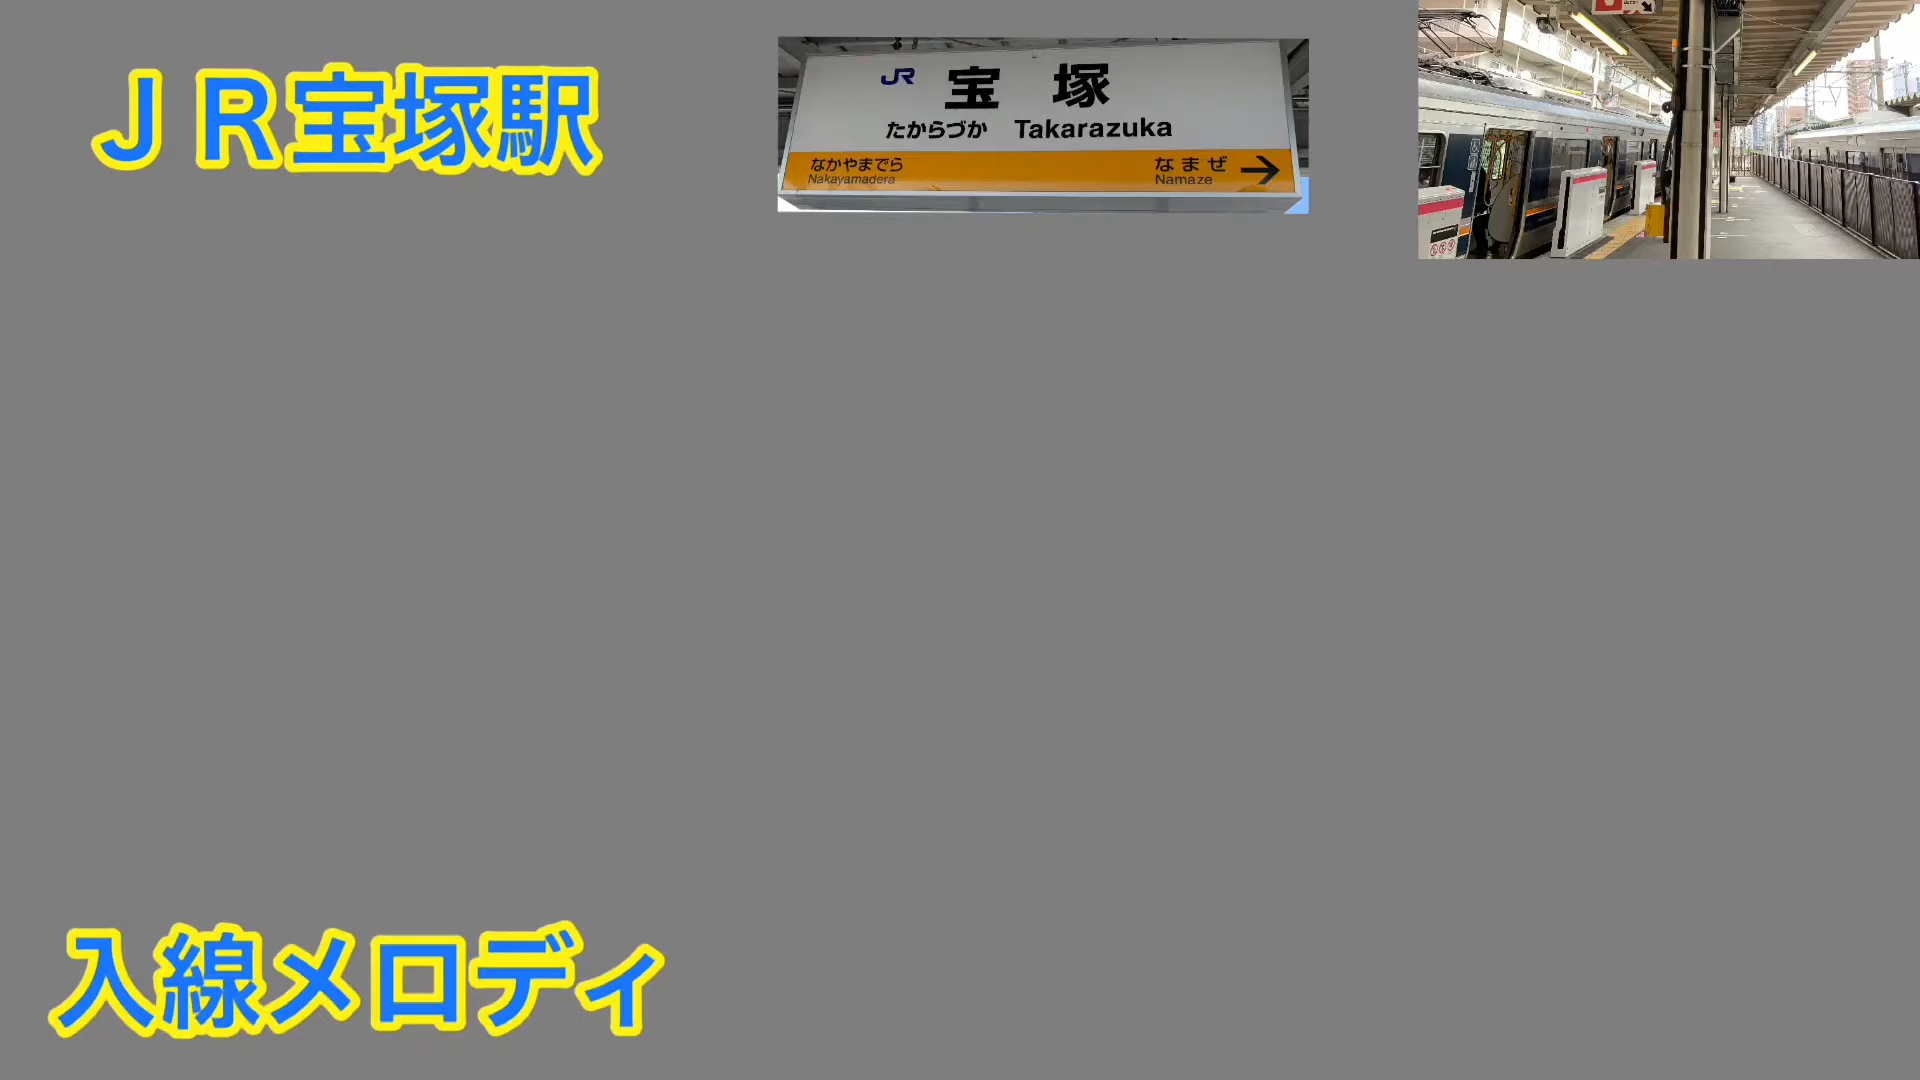 ＪＲ宝塚駅
JR 宝塚
たからづか Takarazuka
なかやまでら なまぜ →
Nakayamadera Namaze
入線メロディ